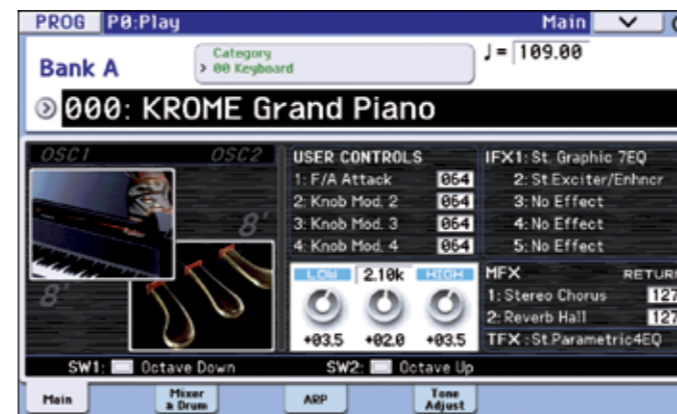 PROG P0:Play Main
Bank A
Category
00 Keyboard
♩= 109.00
000: KROME Grand Piano
OSC1 OSC2
8'
8'
USER CONTROLS
1: F/A Attack 064
2: Knob Mod. 2 064
3: Knob Mod. 3 064
4: Knob Mod. 4 064
LOW 2.10k HIGH
+03.5 +02.0 +03.5
IFX1: St. Graphic 7EQ
2: St.Exciter/Enhncr
3: No Effect
4: No Effect
5: No Effect
MFX RETURN
1: Stereo Chorus 127
2: Reverb Hall 127
TFX : St.Parametric4EQ
SW1: Octave Down SW2: Octave Up
Main
Mixer
& Drum
ARP
Tone
Adjust